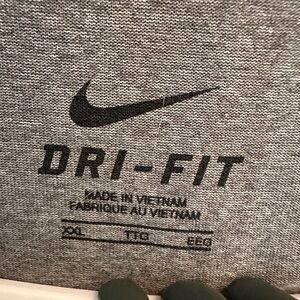 DRI-FIT
MADE IN VIETNAM
FABRIQUE AU VIETNAM
XXL TTG EEG